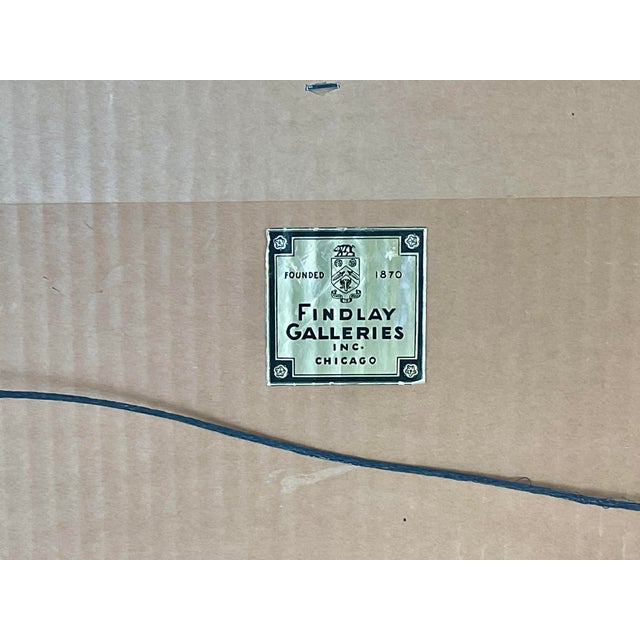 FOUNDED 1870
FINDLAY
GALLERIES
INC.
CHICAGO